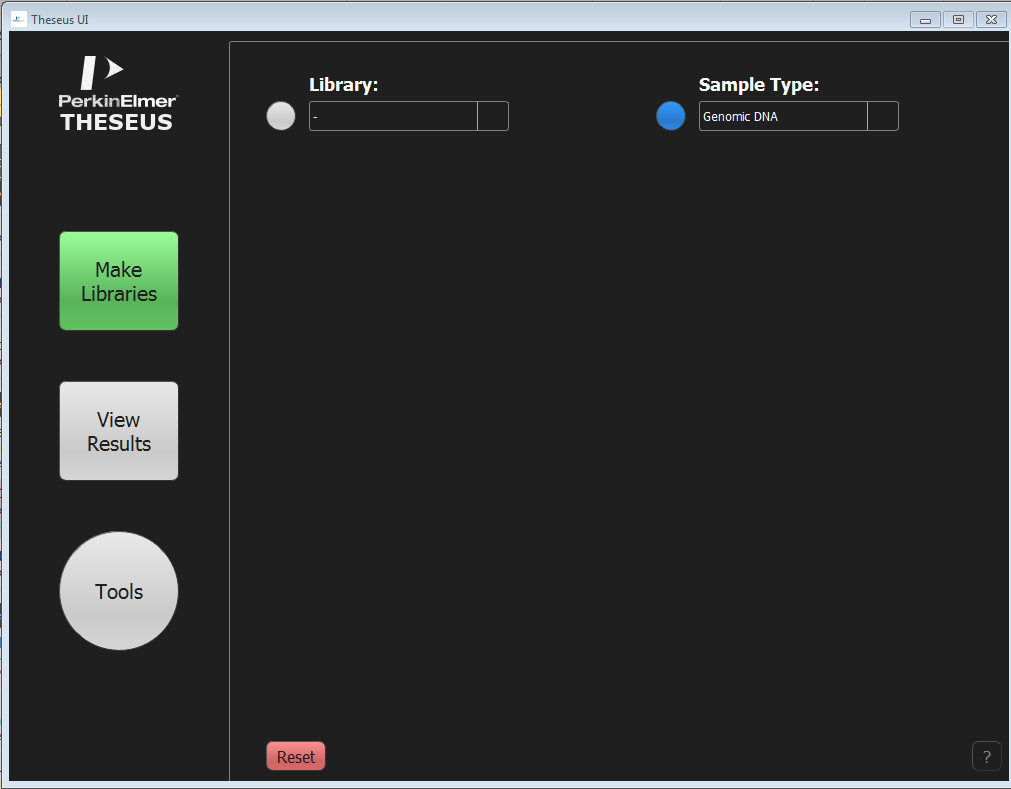 Theseus UI
PerkinElmer
THESEUS
Library:
Sample Type:
-
Genomic DNA
Make
Libraries
View
Results
Tools
Reset
?